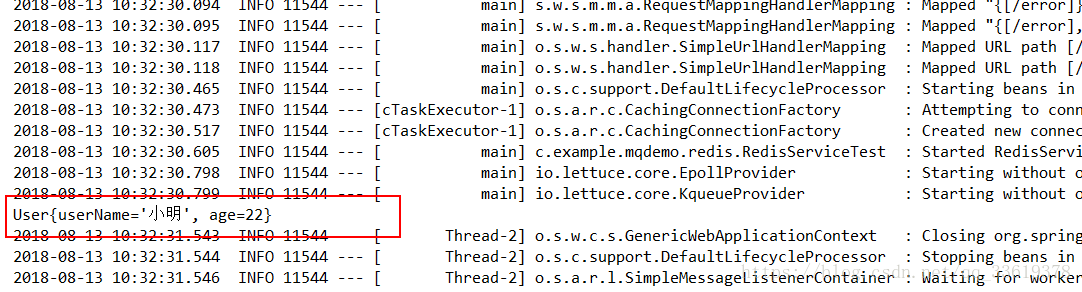 2018-08-13 10:32:30.094  INFO 11544 --- [           main] s.w.s.m.m.a.RequestMappingHandlerMapping : Mapped "{[/error]}
2018-08-13 10:32:30.095  INFO 11544 --- [           main] s.w.s.m.m.a.RequestMappingHandlerMapping : Mapped "{[/error],
2018-08-13 10:32:30.117  INFO 11544 --- [           main] o.s.w.s.handler.SimpleUrlHandlerMapping  : Mapped URL path [/
2018-08-13 10:32:30.118  INFO 11544 --- [           main] o.s.w.s.handler.SimpleUrlHandlerMapping  : Mapped URL path [/
2018-08-13 10:32:30.465  INFO 11544 --- [           main] o.s.c.support.DefaultLifecycleProcessor  : Starting beans in
2018-08-13 10:32:30.473  INFO 11544 --- [cTaskExecutor-1] o.s.a.r.c.CachingConnectionFactory       : Attempting to conn
2018-08-13 10:32:30.517  INFO 11544 --- [cTaskExecutor-1] o.s.a.r.c.CachingConnectionFactory       : Created new connec
2018-08-13 10:32:30.605  INFO 11544 --- [           main] c.example.mqdemo.redis.RedisServiceTest  : Started RedisServi
2018-08-13 10:32:30.798  INFO 11544 --- [           main] io.lettuce.core.EpollProvider            : Starting without o
2018-08-13 10:32:30.799  INFO 11544 --- [           main] io.lettuce.core.KqueueProvider           : Starting without o
User{userName='小明', age=22}
2018-08-13 10:32:31.543  INFO 11544 --- [       Thread-2] o.s.w.c.s.GenericWebApplicationContext   : Closing org.spring
2018-08-13 10:32:31.544  INFO 11544 --- [       Thread-2] o.s.c.support.DefaultLifecycleProcessor  : Stopping beans in
2018-08-13 10:32:31.546  INFO 11544 --- [       Thread-2] o.s.a.r.l.SimpleMessageListenerContainer : Waiting for worker
https://blog.csdn.net/qq_33619378